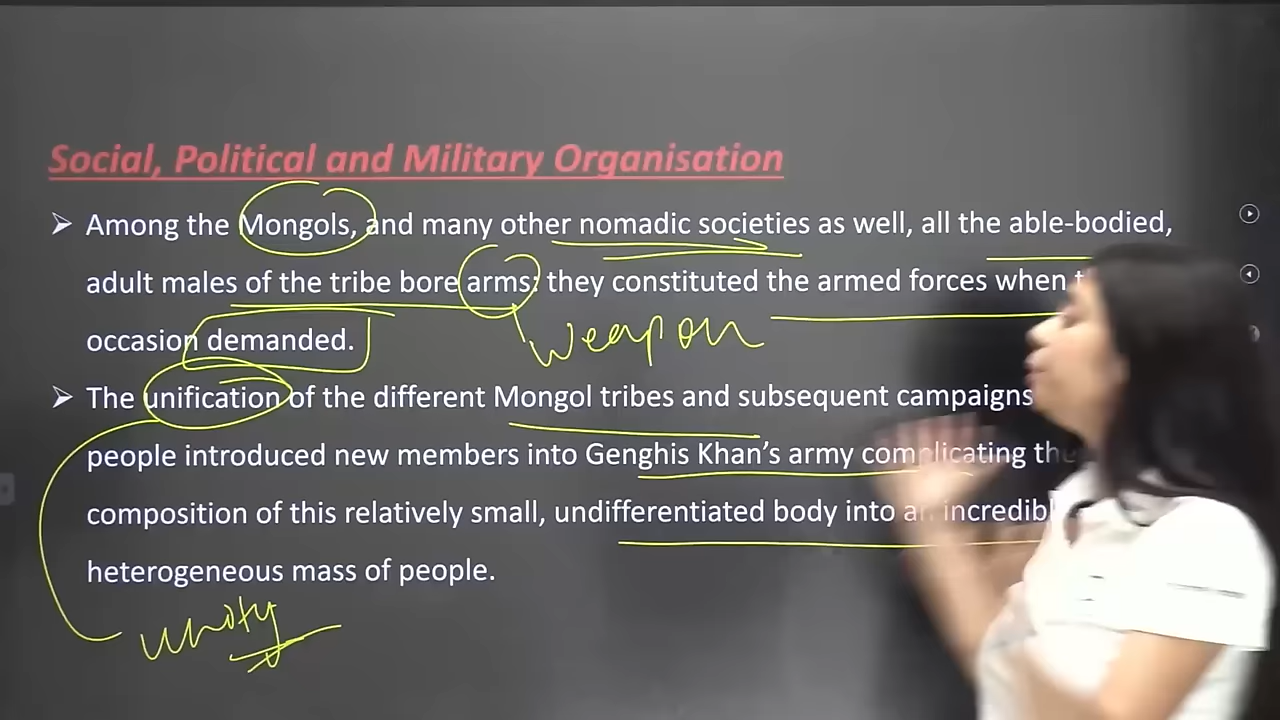 Social, Political and Military Organisation
➤ Among the Mongols, and many other nomadic societies as well, all the able-bodied,
adult males of the tribe bore arms; they constituted the armed forces when
occasion demanded.
weapon
➤ The unification of the different Mongol tribes and subsequent campaigns
people introduced new members into Genghis Khan's army complicating the
composition of this relatively small, undifferentiated body into an
heterogeneous mass of people.
unity